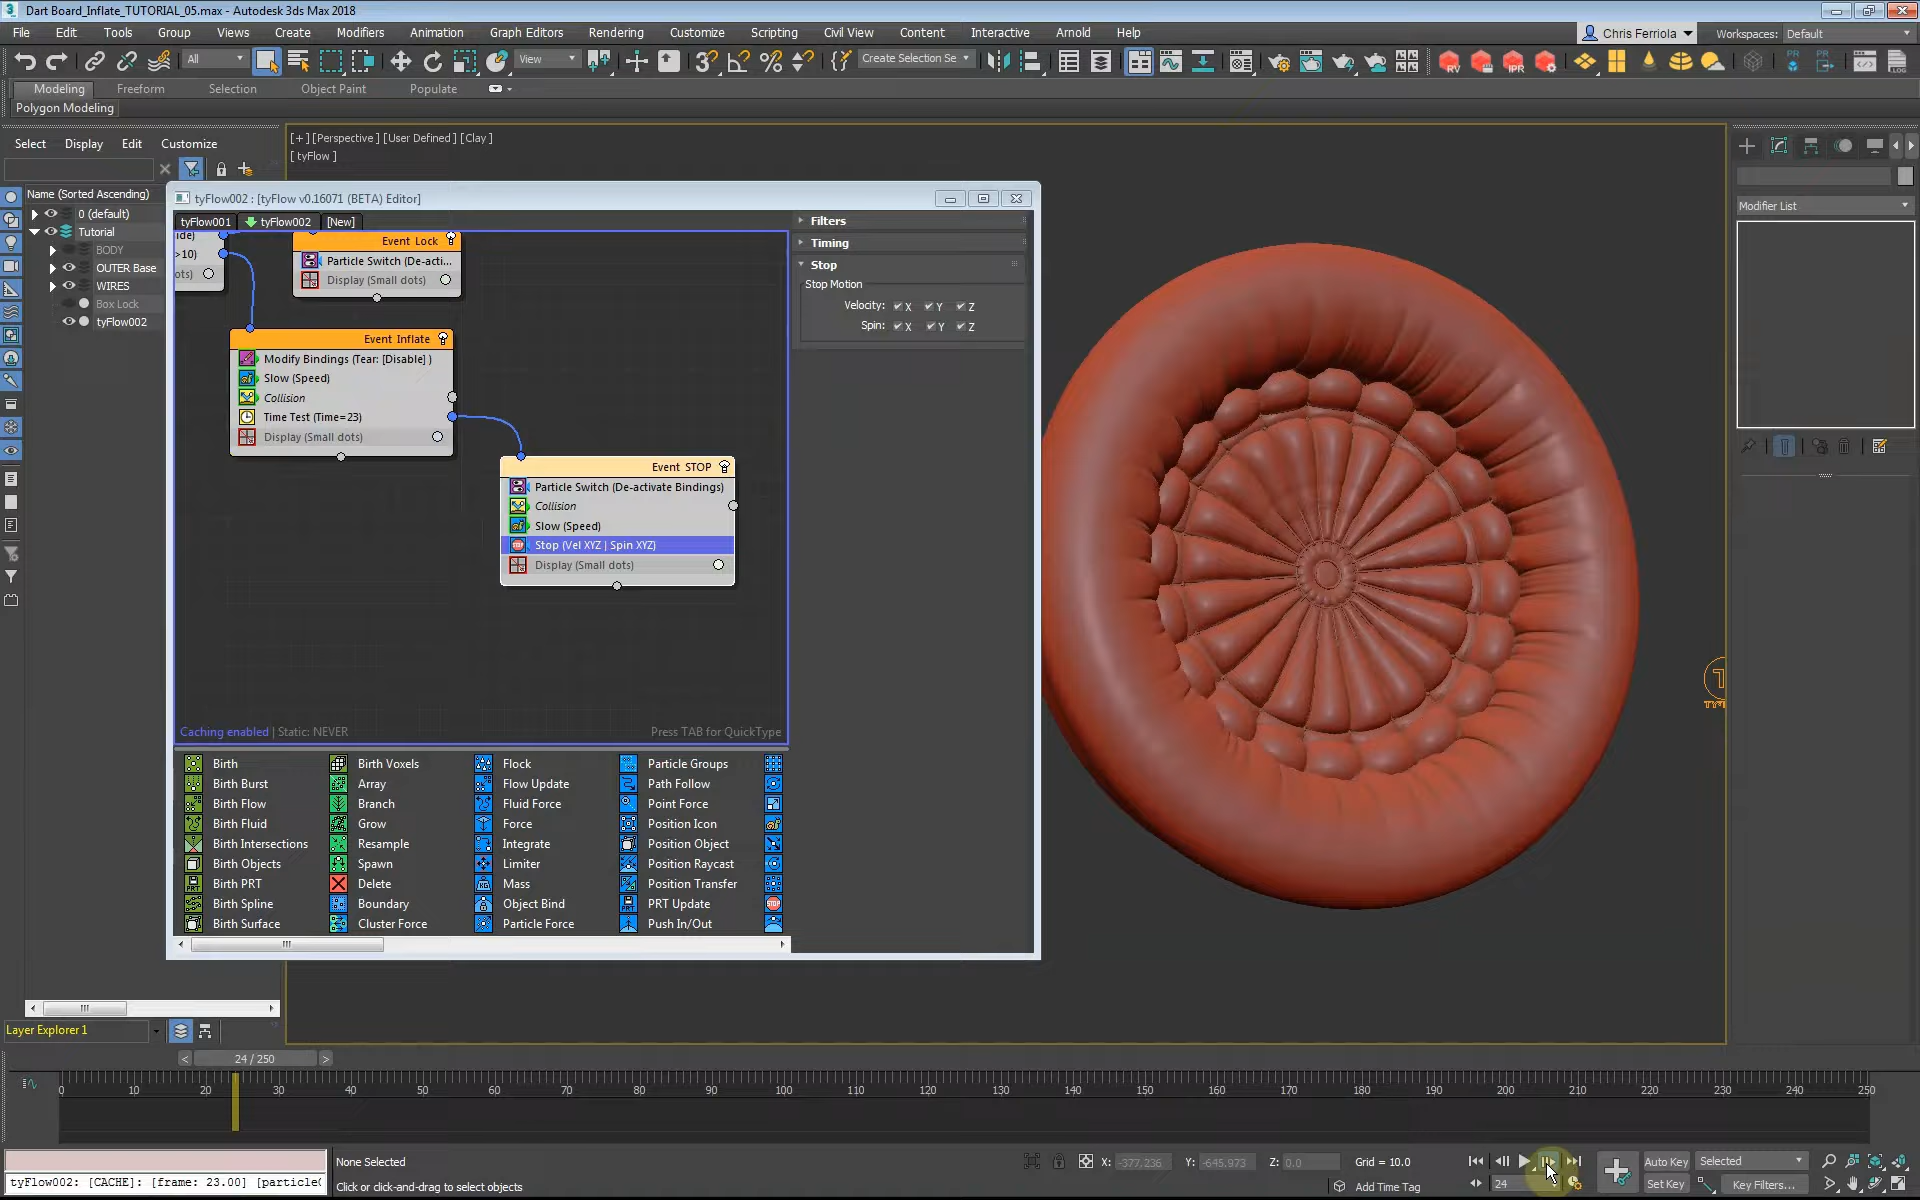 Dart Board_Inflate_TUTORIAL_05.max - Autodesk 3ds Max 2018
File Edit Tools Group Views Create Modifiers Animation Graph Editors Rendering Customize Scripting Civil View Content Interactive Arnold Help
Chris Ferriola Workspaces: Default
All View Create Selection Se
Modeling Freeform Selection Object Paint Populate
Polygon Modeling
Select Display Edit Customize
[+] [Perspective ] [User Defined ] [Clay ]
[ tyFlow ]
Name (Sorted Ascending)
0 (default)
Tutorial
BODY
OUTER Base
WIRES
Box Lock
tyFlow002
Modifier List
tyFlow002 : [tyFlow v0.16071 (BETA) Editor]
tyFlow001 tyFlow002 [New]
Filters
Timing
Stop
Stop Motion
Velocity: X Y Z
Spin: X Y Z
ide)
>10)
ots)
Event Lock
Particle Switch (De-acti...
Display (Small dots)
Event Inflate
Modify Bindings (Tear: [Disable] )
Slow (Speed)
Collision
Time Test (Time=23)
Display (Small dots)
Event STOP
Particle Switch (De-activate Bindings)
Collision
Slow (Speed)
Stop (Vel XYZ | Spin XYZ)
Display (Small dots)
Caching enabled | Static: NEVER Press TAB for QuickType
Birth Birth Voxels Flock Particle Groups
Birth Burst Array Flow Update Path Follow
Birth Flow Branch Fluid Force Point Force
Birth Fluid Grow Force Position Icon
Birth Intersections Resample Integrate Position Object
Birth Objects Spawn Limiter Position Raycast
Birth PRT Delete Mass Position Transfer
Birth Spline Boundary Object Bind PRT Update
Birth Surface Cluster Force Particle Force Push In/Out
Layer Explorer 1
< 24 / 250 >
0 10 20 30 40 50 60 70 80 90 100 110 120 130 140 150 160 170 180 190 200 210 220 230 240 250
None Selected X: -377,236 Y: -645,973 Z: 0.0 Grid = 10.0 Auto Key Selected
tyFlow002: [CACHE]: [frame: 23.00] [particle(
Click or click-and-drag to select objects Add Time Tag 24 Set Key Key Filters...